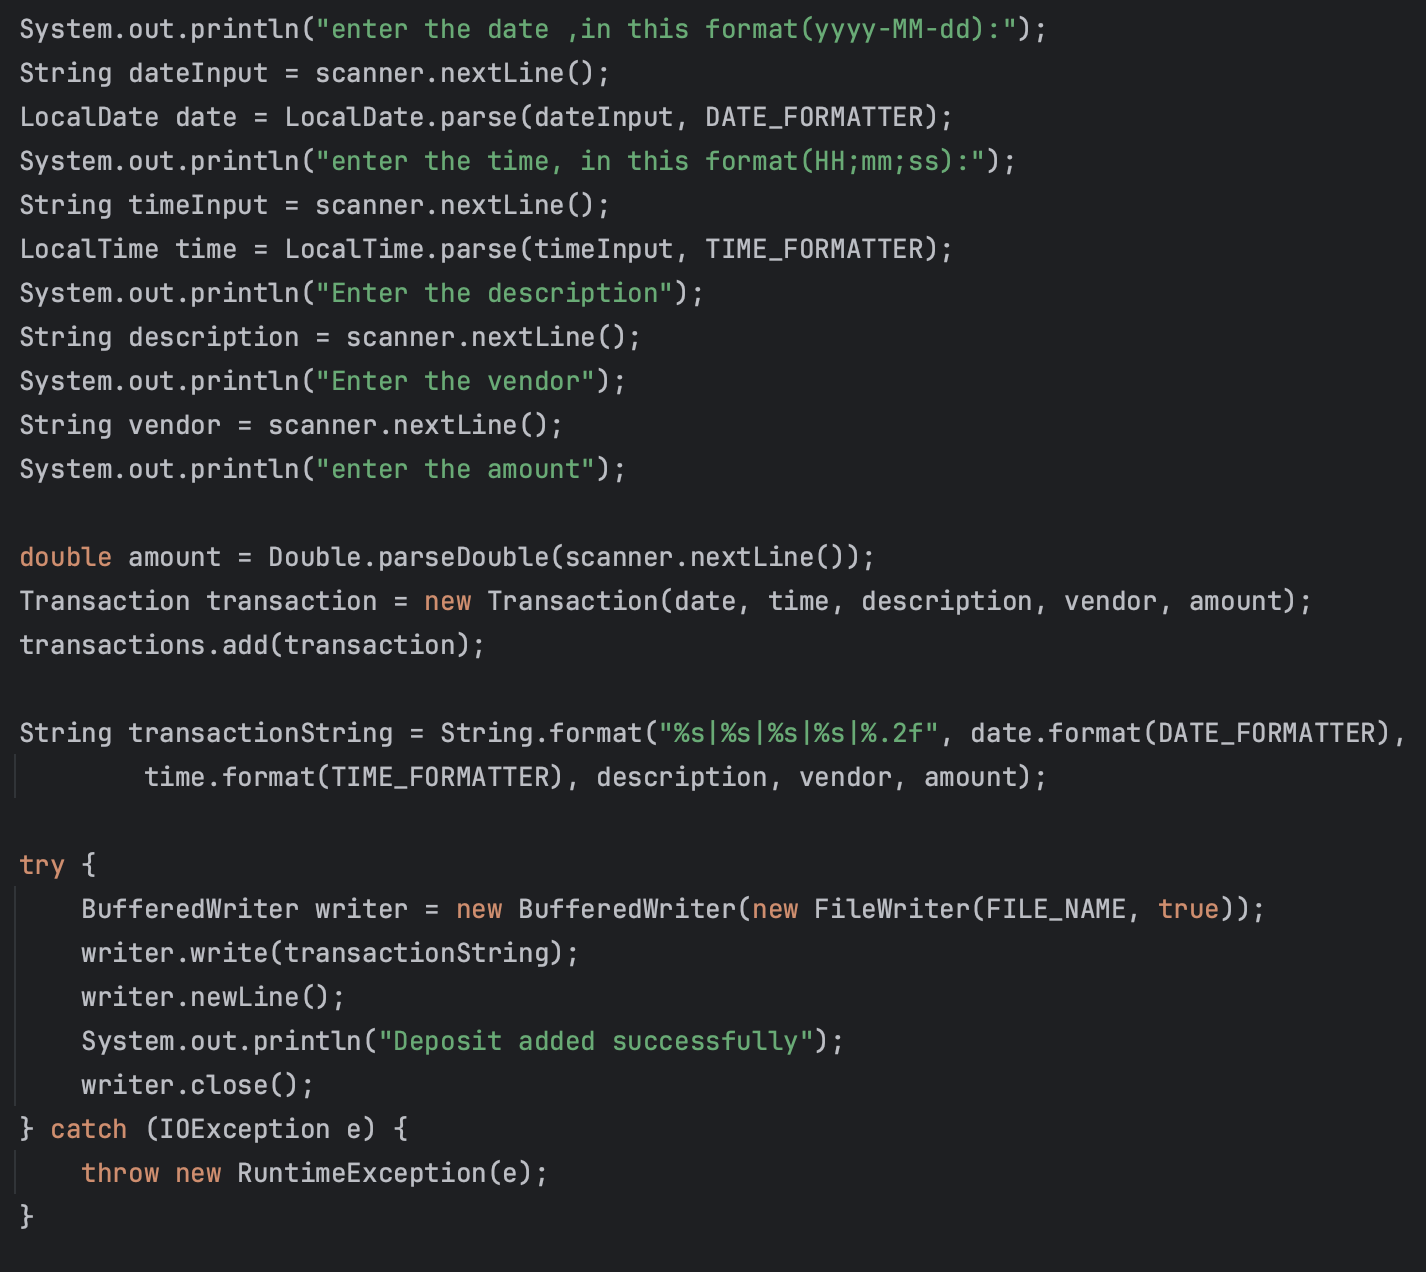 System.out.println("enter the date ,in this format(yyyy-MM-dd):");
String dateInput = scanner.nextLine();
LocalDate date = LocalDate.parse(dateInput, DATE_FORMATTER);
System.out.println("enter the time, in this format(HH;mm;ss):");
String timeInput = scanner.nextLine();
LocalTime time = LocalTime.parse(timeInput, TIME_FORMATTER);
System.out.println("Enter the description");
String description = scanner.nextLine();
System.out.println("Enter the vendor");
String vendor = scanner.nextLine();
System.out.println("enter the amount");

double amount = Double.parseDouble(scanner.nextLine());
Transaction transaction = new Transaction(date, time, description, vendor, amount);
transactions.add(transaction);

String transactionString = String.format("%s|%s|%s|%s|%.2f", date.format(DATE_FORMATTER),
        time.format(TIME_FORMATTER), description, vendor, amount);

try {
    BufferedWriter writer = new BufferedWriter(new FileWriter(FILE_NAME, true));
    writer.write(transactionString);
    writer.newLine();
    System.out.println("Deposit added successfully");
    writer.close();
} catch (IOException e) {
    throw new RuntimeException(e);
}